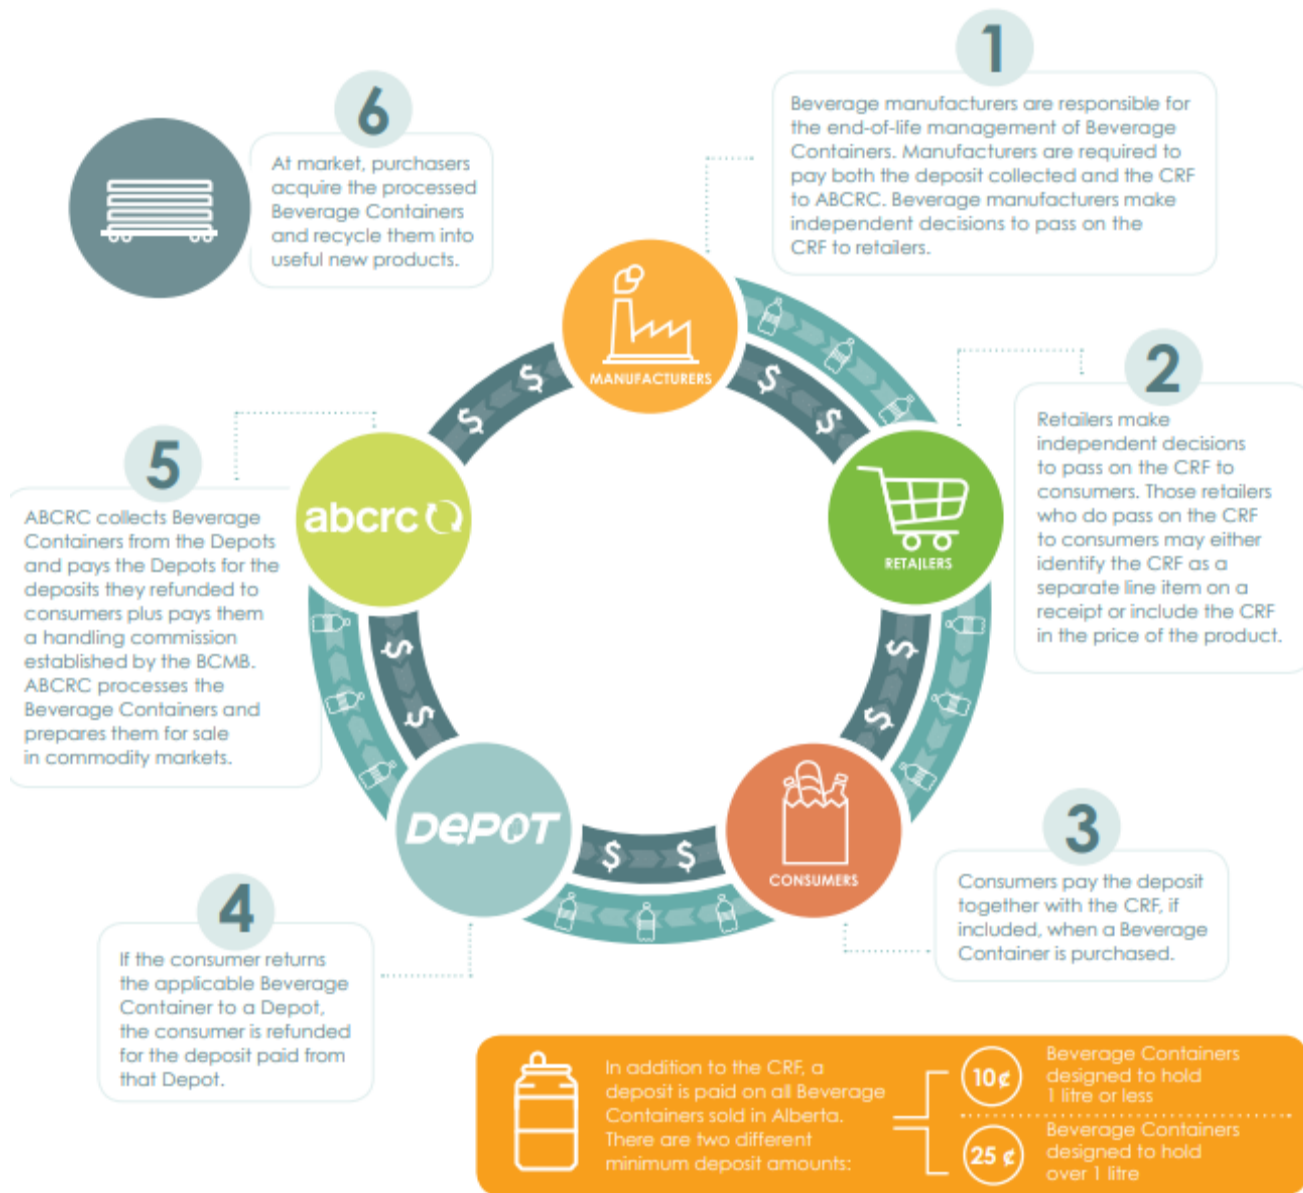 1
Beverage manufacturers are responsible for
the end-of-life management of Beverage
Containers. Manufacturers are required to
pay both the deposit collected and the CRF
to ABCRC. Beverage manufacturers make
independent decisions to pass on the
CRF to retailers.
2
Retailers make
independent decisions
to pass on the CRF to
consumers. Those retailers
who do pass on the CRF
to consumers may either
identify the CRF as a
separate line item on a
receipt or include the CRF
in the price of the product.
3
Consumers pay the deposit
together with the CRF, if
included, when a Beverage
Container is purchased.
4
If the consumer returns
the applicable Beverage
Container to a Depot,
the consumer is refunded
for the deposit paid from
that Depot.
5
ABCRC collects Beverage
Containers from the Depots
and pays the Depots for the
deposits they refunded to
consumers plus pays them
a handling commission
established by the BCMB.
ABCRC processes the
Beverage Containers and
prepares them for sale
in commodity markets.
6
At market, purchasers
acquire the processed
Beverage Containers
and recycle them into
useful new products.
MANUFACTURERS
$
$
RETAILERS
$
$
CONSUMERS
$
$
DEPOT
$
$
abcrc
$
$
In addition to the CRF, a
deposit is paid on all Beverage
Containers sold in Alberta.
There are two different
minimum deposit amounts:
10¢
Beverage Containers
designed to hold
1 litre or less
25 ¢
Beverage Containers
designed to hold
over 1 litre